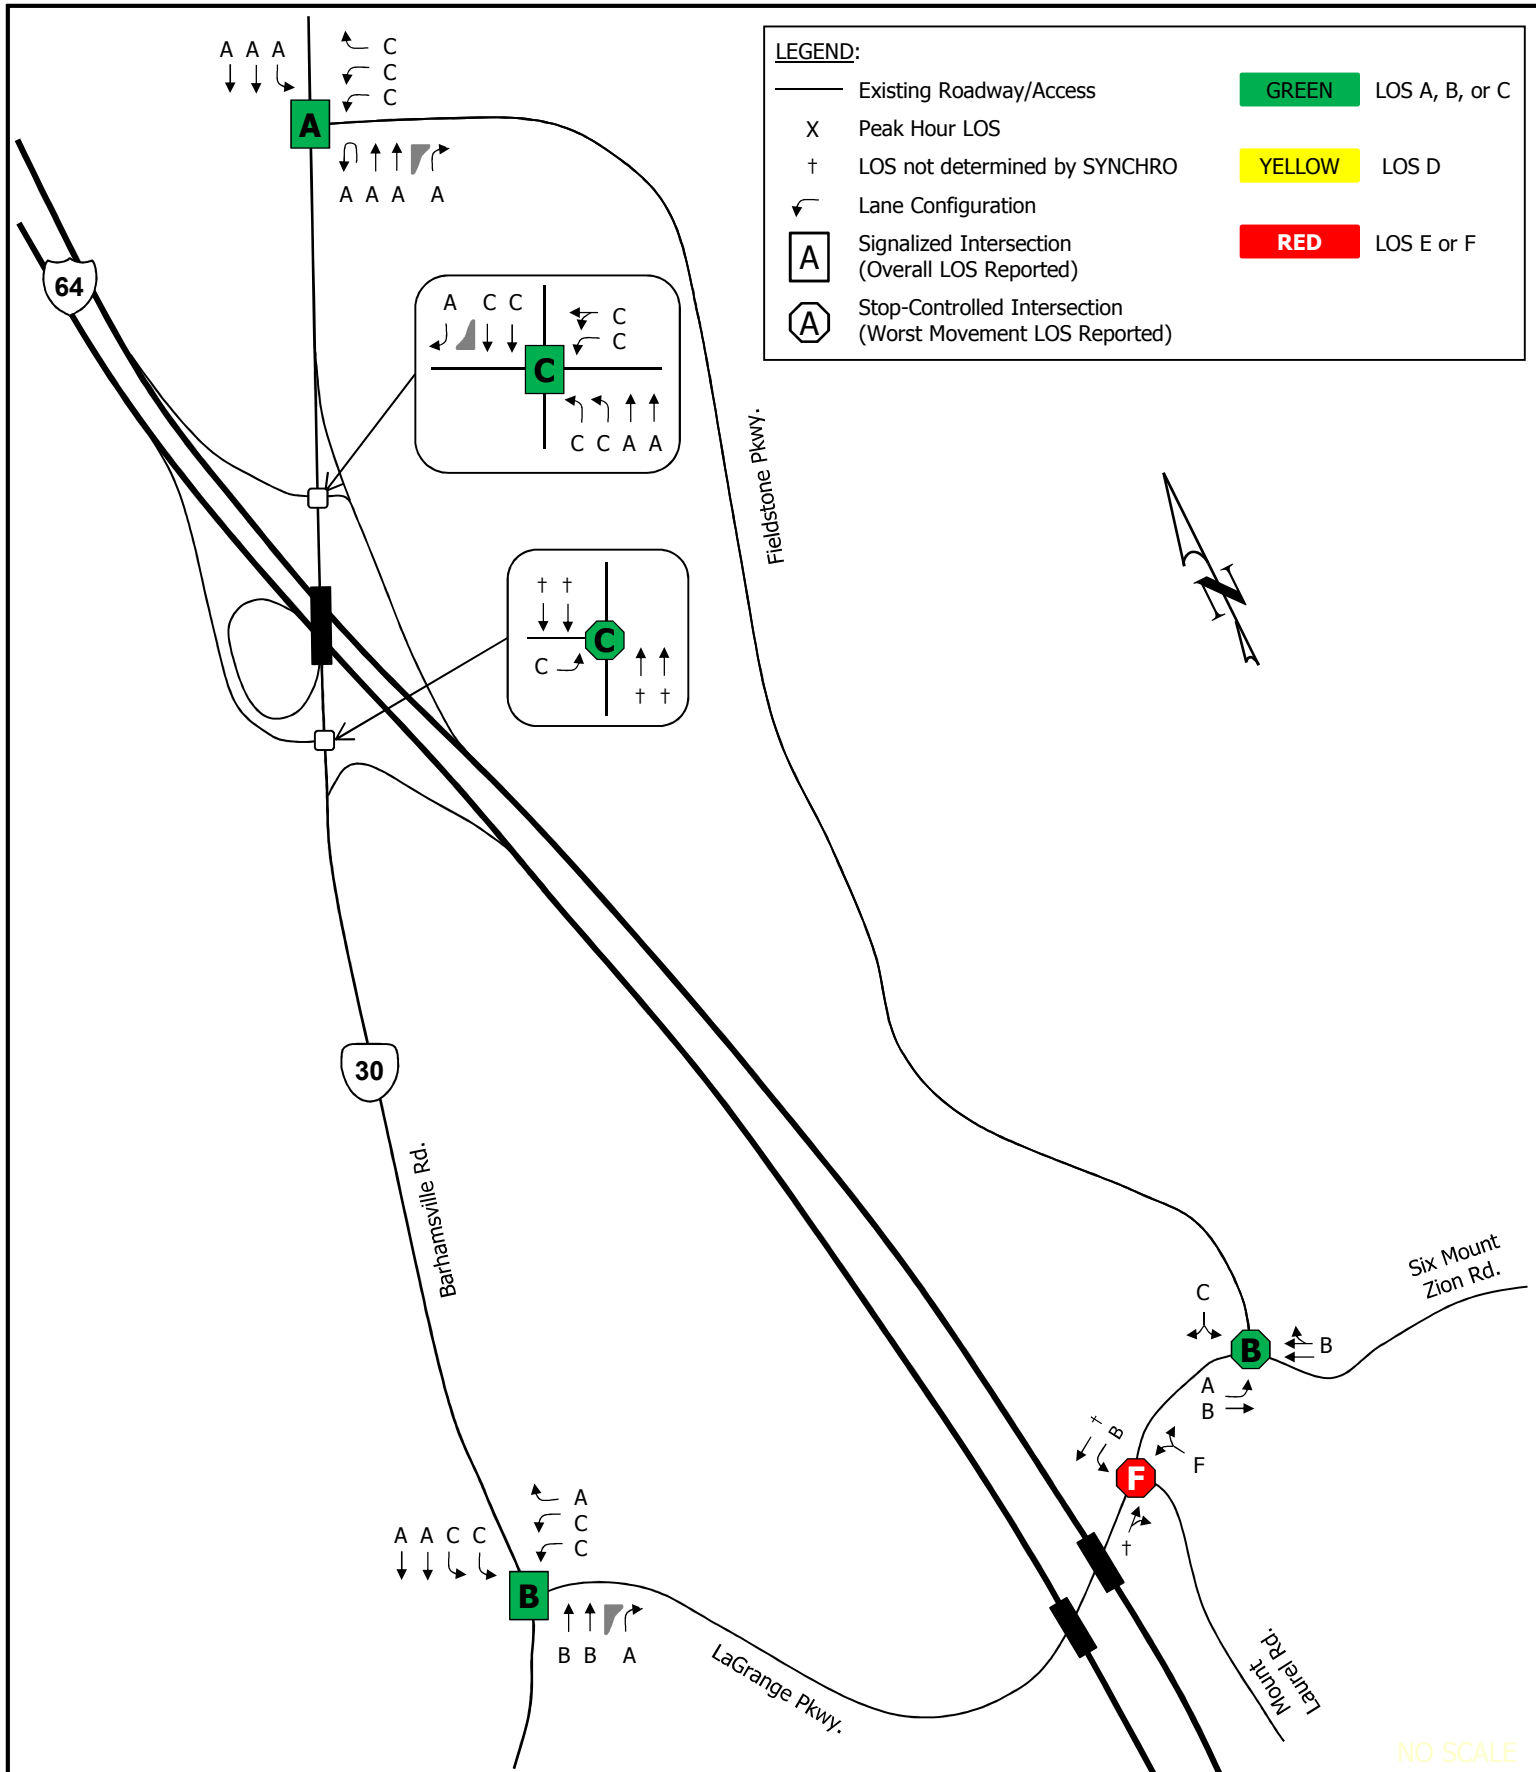 A A A
C
C
C
A
A A A A
LEGEND:
Existing Roadway/Access
X Peak Hour LOS
† LOS not determined by SYNCHRO
Lane Configuration
A Signalized Intersection
(Overall LOS Reported)
A Stop-Controlled Intersection
(Worst Movement LOS Reported)
GREEN LOS A, B, or C
YELLOW LOS D
RED LOS E or F
64
A C C
C
C
C
C C A A
Fieldstone Pkwy.
N
† †
C
C
† †
30
Barhamsville Rd.
Six Mount
Zion Rd.
C
B
B
A
B
† B
F
F
†
A
C
C
A A C C
B
B B A
LaGrange Pkwy.
Mount
Laurel Rd.
NO SCALE